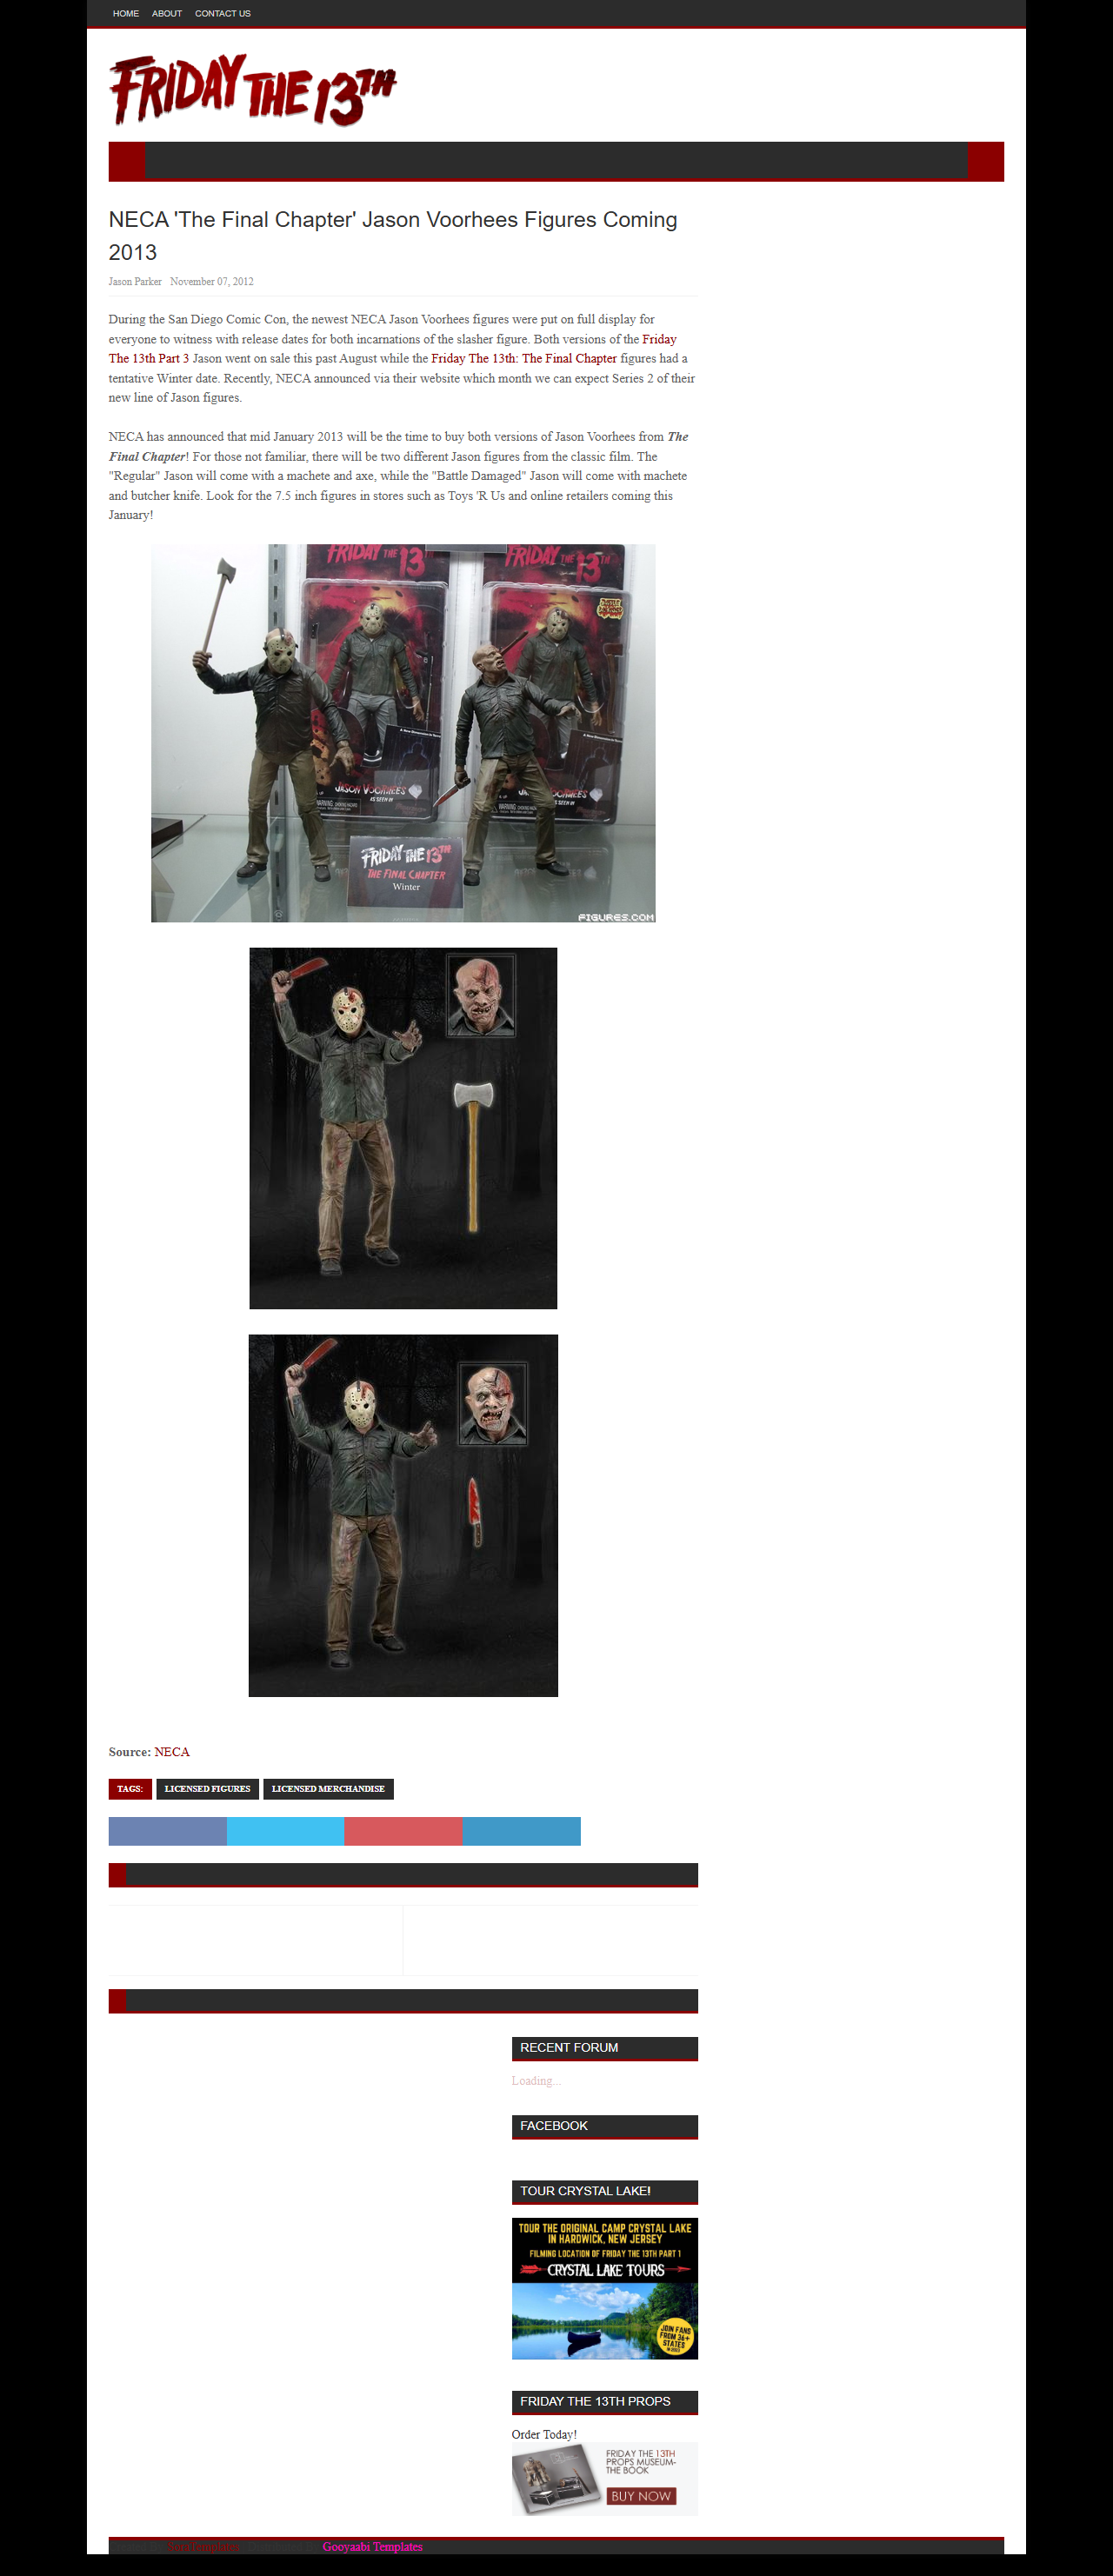 HOME ABOUT CONTACT US
FRIDAY THE 13TH
NECA 'The Final Chapter' Jason Voorhees Figures Coming
2013
Jason Parker November 07, 2012
During the San Diego Comic Con, the newest NECA Jason Voorhees figures were put on full display for
everyone to witness with release dates for both incarnations of the slasher figure. Both versions of the Friday
The 13th Part 3 Jason went on sale this past August while the Friday The 13th: The Final Chapter figures had a
tentative Winter date. Recently, NECA announced via their website which month we can expect Series 2 of their
new line of Jason figures.
NECA has announced that mid January 2013 will be the time to buy both versions of Jason Voorhees from The
Final Chapter! For those not familiar, there will be two different Jason figures from the classic film. The
"Regular" Jason will come with a machete and axe, while the "Battle Damaged" Jason will come with machete
and butcher knife. Look for the 7.5 inch figures in stores such as Toys 'R Us and online retailers coming this
January!
FRIDAY THE 13TH
FRIDAY THE 13TH
JASON VOORHEES
AS SEEN IN
WARNING:
JASON VOORHEES
AS SEEN IN
WARNING:
FRIDAY THE 13TH
THE FINAL CHAPTER
Winter
FIGURES.COM
Source: NECA
TAGS: LICENSED FIGURES LICENSED MERCHANDISE
RECENT FORUM
Loading...
FACEBOOK
TOUR CRYSTAL LAKE!
TOUR THE ORIGINAL CAMP CRYSTAL LAKE
IN HARDWICK, NEW JERSEY
FILMING LOCATION OF FRIDAY THE 13TH PART 1
CRYSTAL LAKE TOURS
JOIN FANS
FROM 36+
STATES
FRIDAY THE 13TH PROPS
Order Today!
FRIDAY THE 13TH
PROPS MUSEUM-
THE BOOK
BUY NOW
Gooyaabi Templates